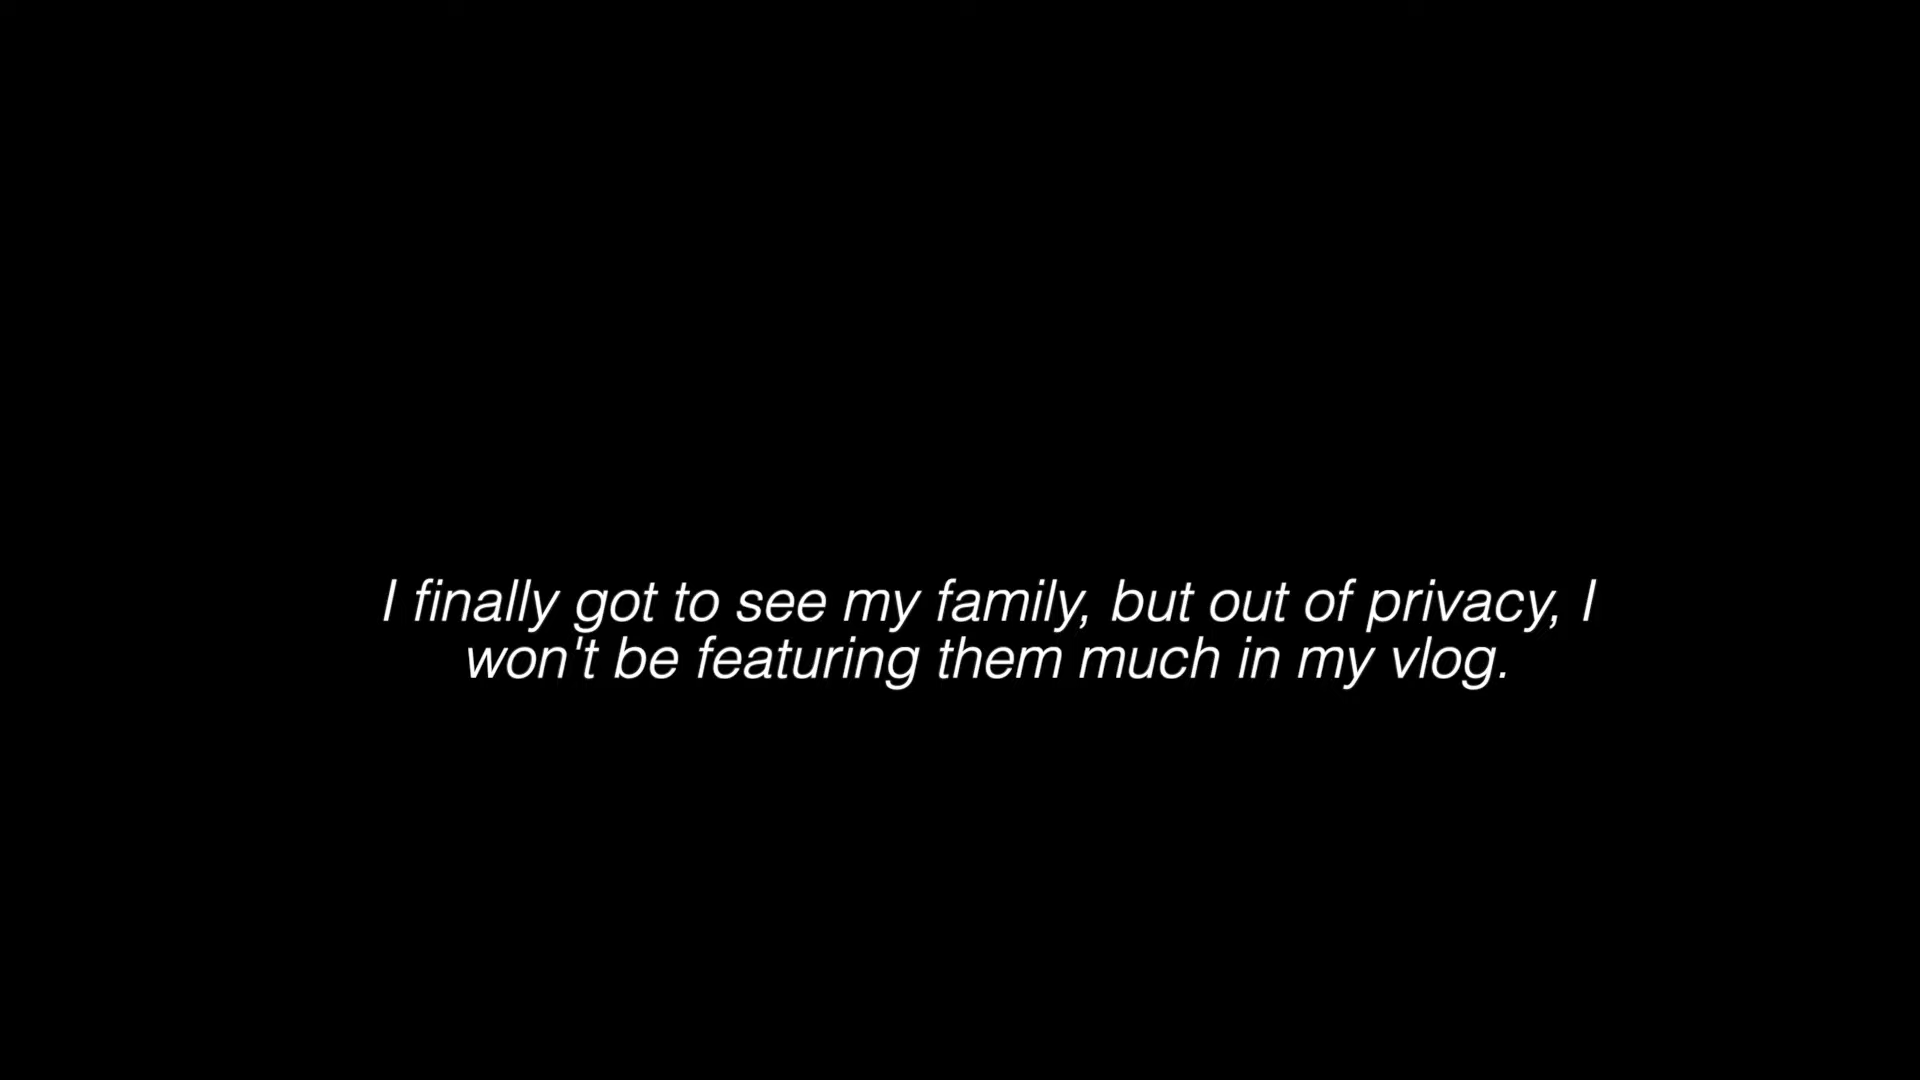 I finally got to see my family, but out of privacy, I
won't be featuring them much in my vlog.